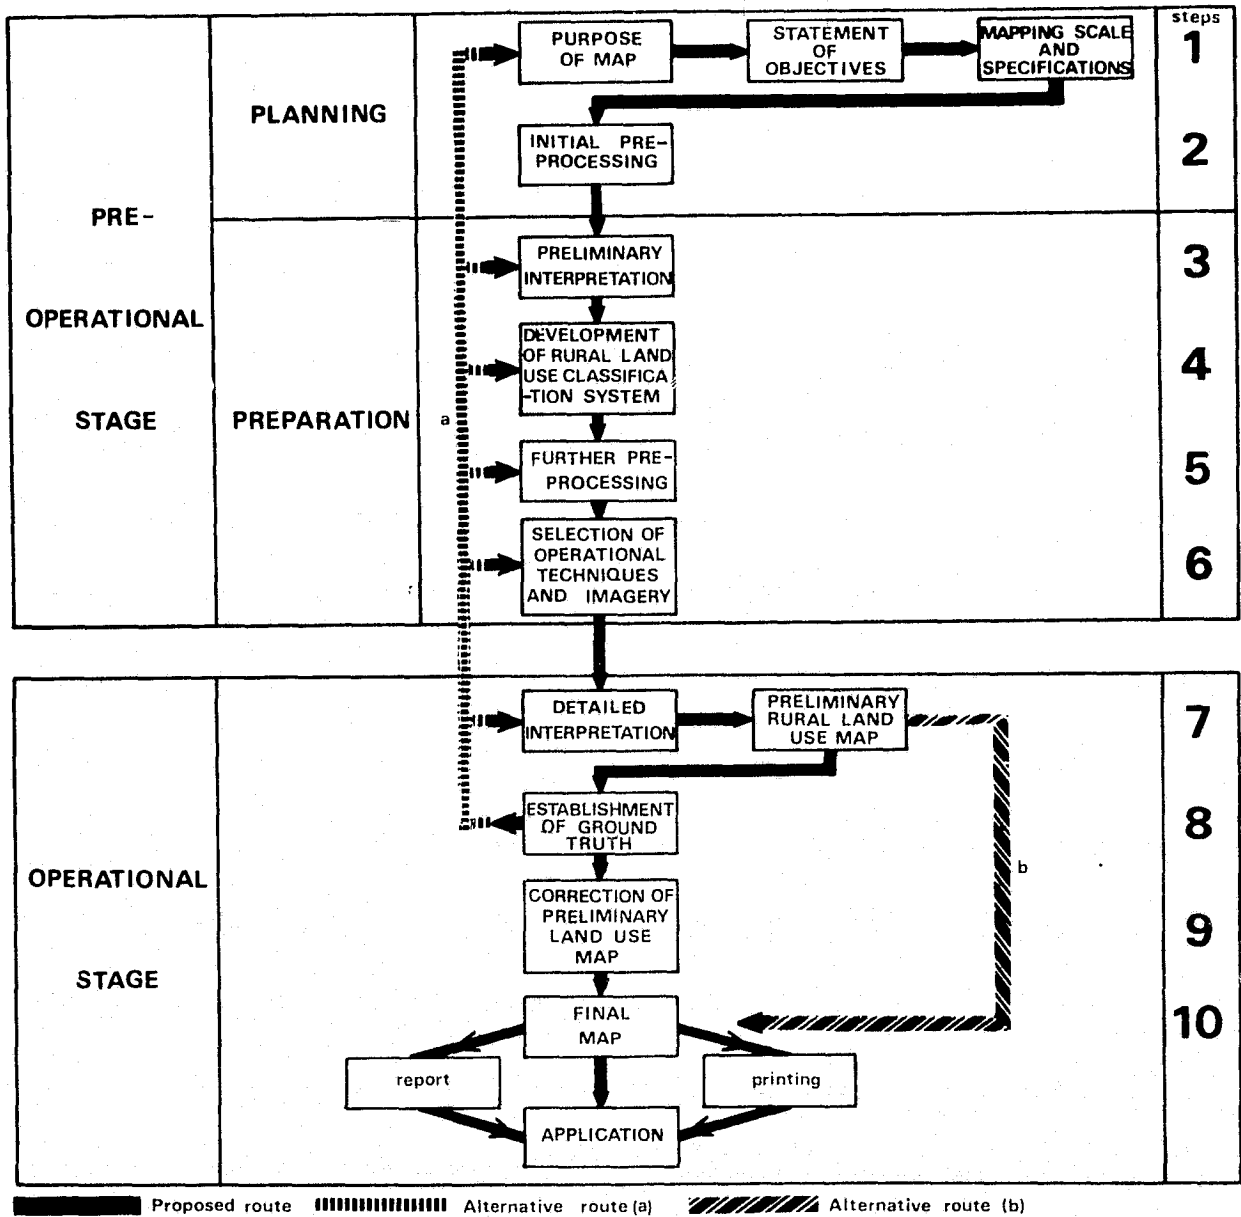 steps
PURPOSE
OF MAP
STATEMENT
OF
OBJECTIVES
MAPPING SCALE
AND
SPECIFICATIONS
1
PLANNING
INITIAL PRE-
PROCESSING
2
PRE-
OPERATIONAL
STAGE
PRELIMINARY
INTERPRETATION
3
DEVELOPMENT
OF RURAL LAND
USE CLASSIFICA
-TION SYSTEM
4
PREPARATION
a
FURTHER PRE-
PROCESSING
5
SELECTION OF
OPERATIONAL
TECHNIQUES
AND IMAGERY
6
DETAILED
INTERPRETATION
PRELIMINARY
RURAL LAND
USE MAP
7
ESTABLISHMENT
OF GROUND
TRUTH
8
OPERATIONAL
STAGE
b
CORRECTION OF
PRELIMINARY
LAND USE
MAP
9
FINAL
MAP
10
report
printing
APPLICATION
Proposed route
Alternative route (a)
Alternative route (b)